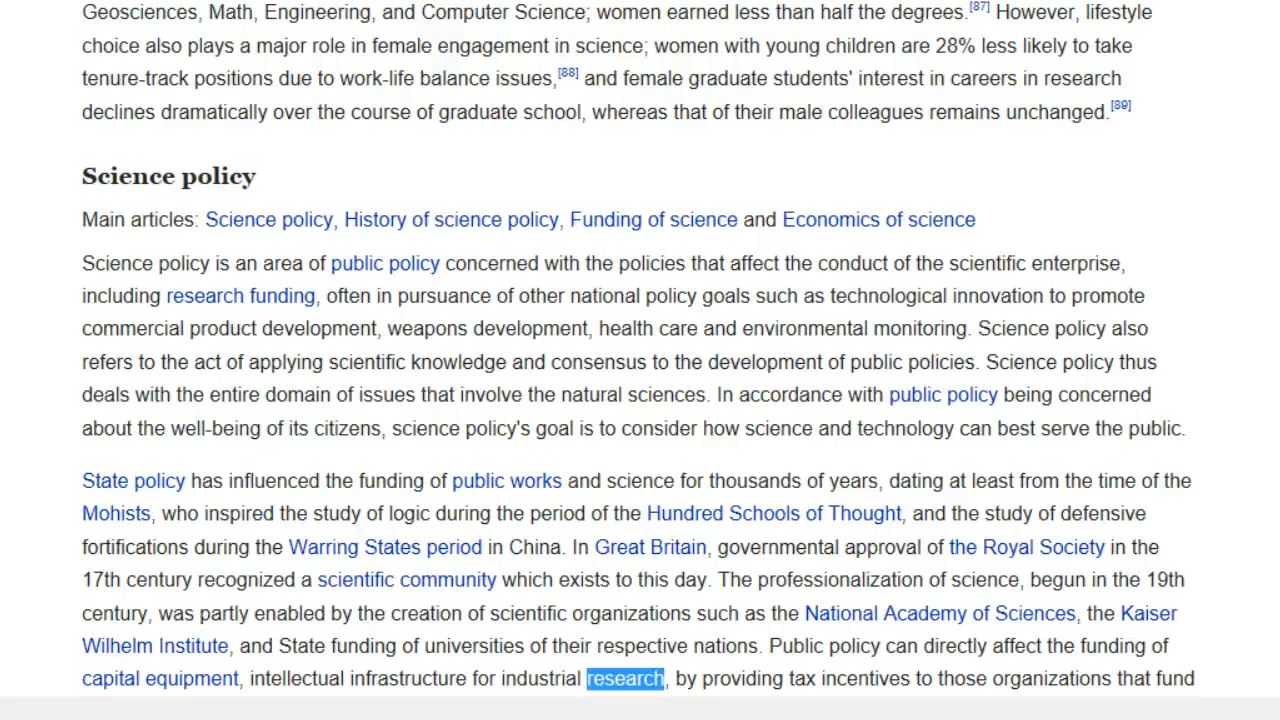 Geosciences, Math, Engineering, and Computer Science; women earned less than half the degrees.[87] However, lifestyle
choice also plays a major role in female engagement in science; women with young children are 28% less likely to take
tenure-track positions due to work-life balance issues,[88] and female graduate students' interest in careers in research
declines dramatically over the course of graduate school, whereas that of their male colleagues remains unchanged.[89]
Science policy
Main articles: Science policy, History of science policy, Funding of science and Economics of science
Science policy is an area of public policy concerned with the policies that affect the conduct of the scientific enterprise,
including research funding, often in pursuance of other national policy goals such as technological innovation to promote
commercial product development, weapons development, health care and environmental monitoring. Science policy also
refers to the act of applying scientific knowledge and consensus to the development of public policies. Science policy thus
deals with the entire domain of issues that involve the natural sciences. In accordance with public policy being concerned
about the well-being of its citizens, science policy's goal is to consider how science and technology can best serve the public.
State policy has influenced the funding of public works and science for thousands of years, dating at least from the time of the
Mohists, who inspired the study of logic during the period of the Hundred Schools of Thought, and the study of defensive
fortifications during the Warring States period in China. In Great Britain, governmental approval of the Royal Society in the
17th century recognized a scientific community which exists to this day. The professionalization of science, begun in the 19th
century, was partly enabled by the creation of scientific organizations such as the National Academy of Sciences, the Kaiser
Wilhelm Institute, and State funding of universities of their respective nations. Public policy can directly affect the funding of
capital equipment, intellectual infrastructure for industrial research, by providing tax incentives to those organizations that fund